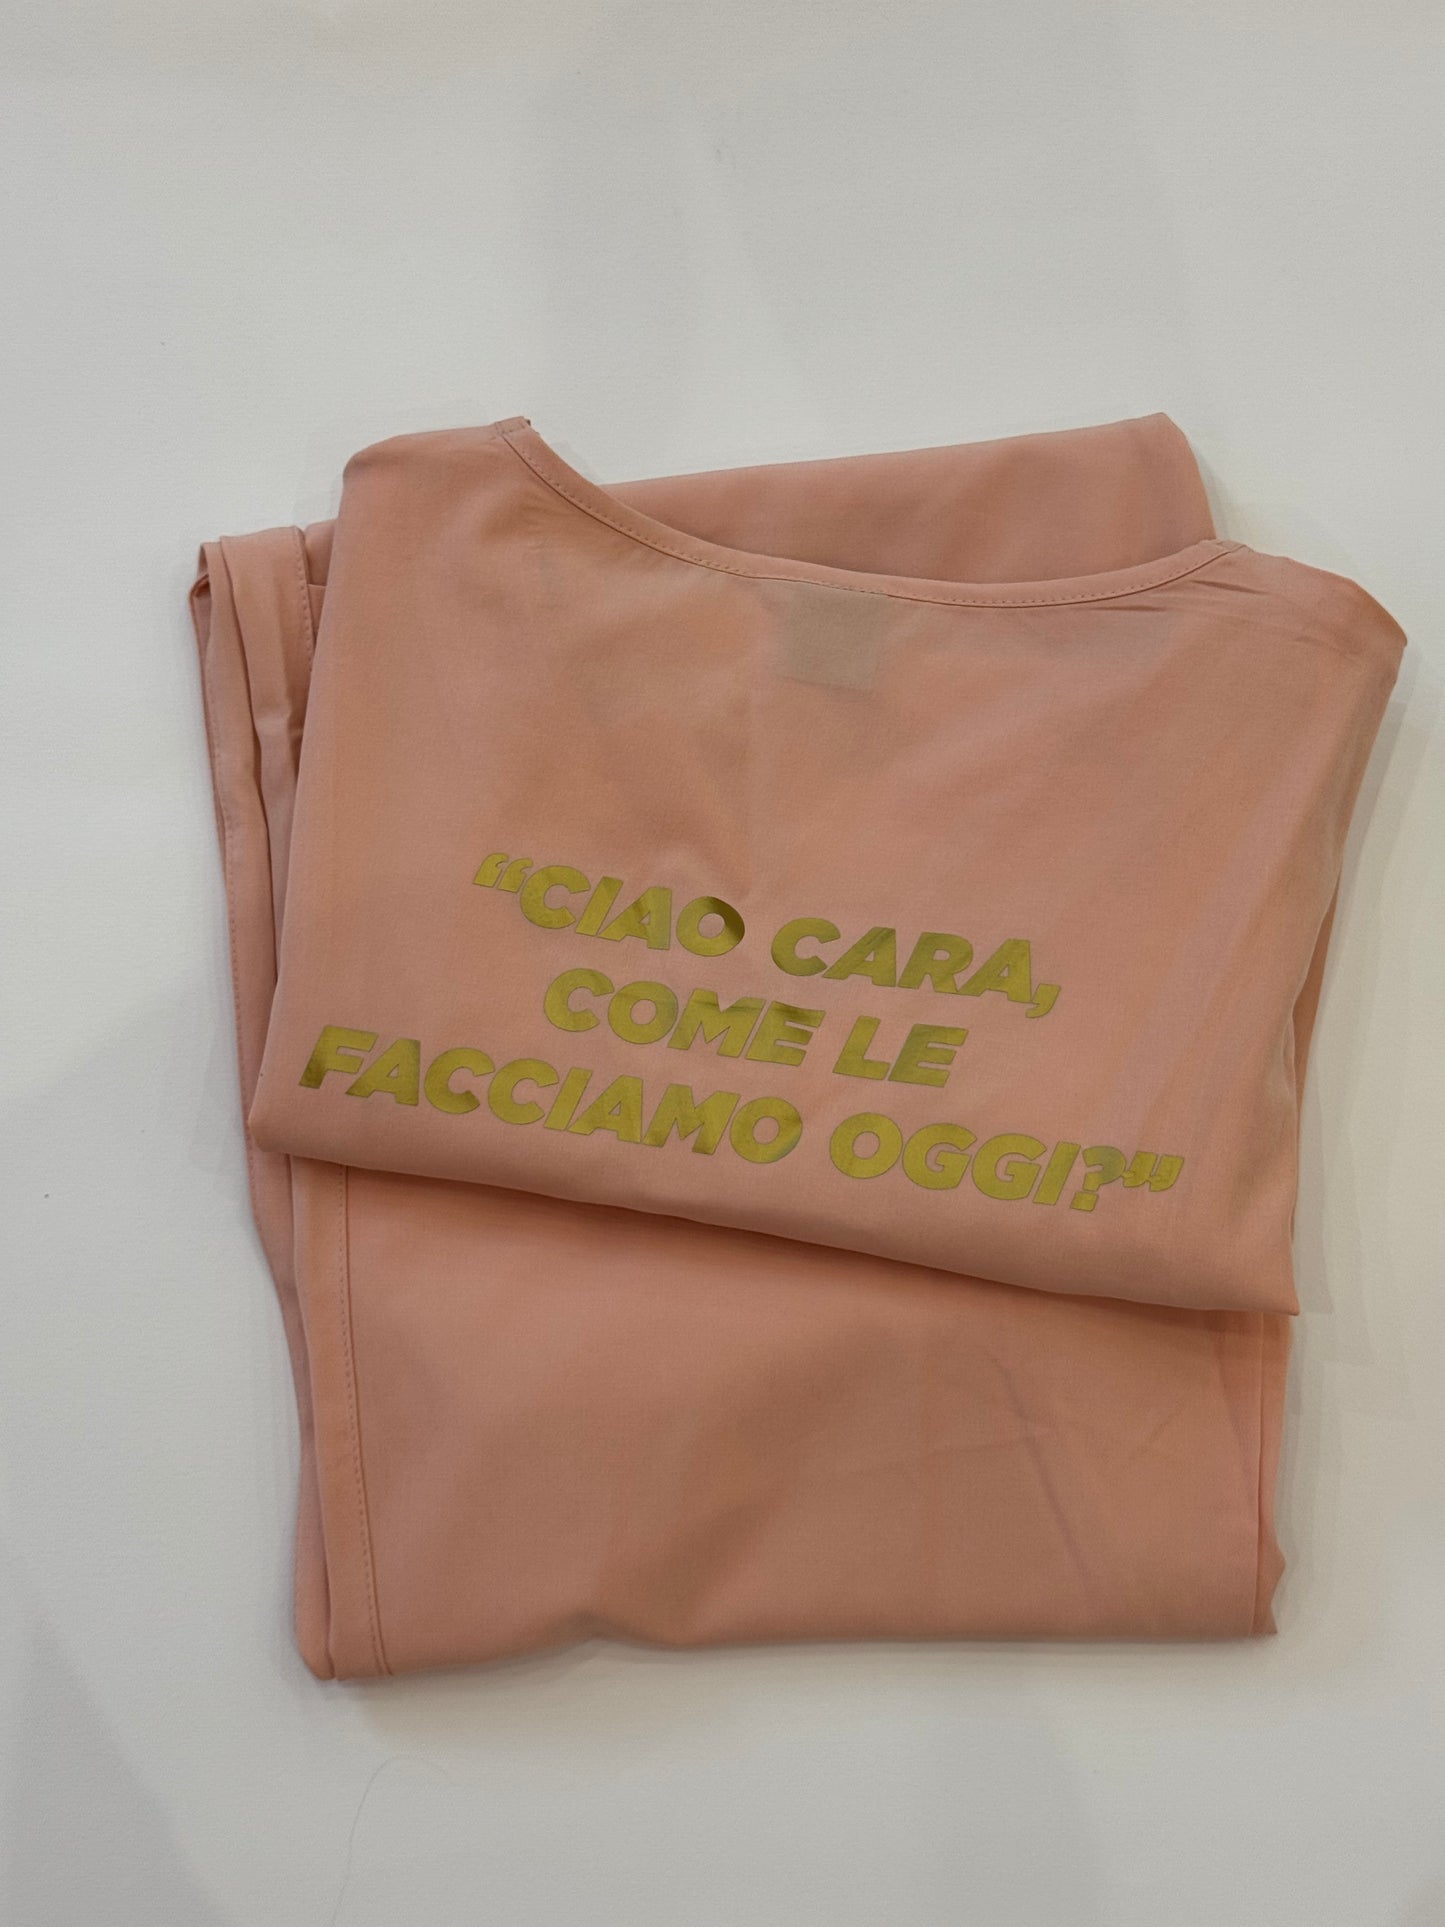 “CIAO CARA,
COME LE
FACCIAMO OGGI?”